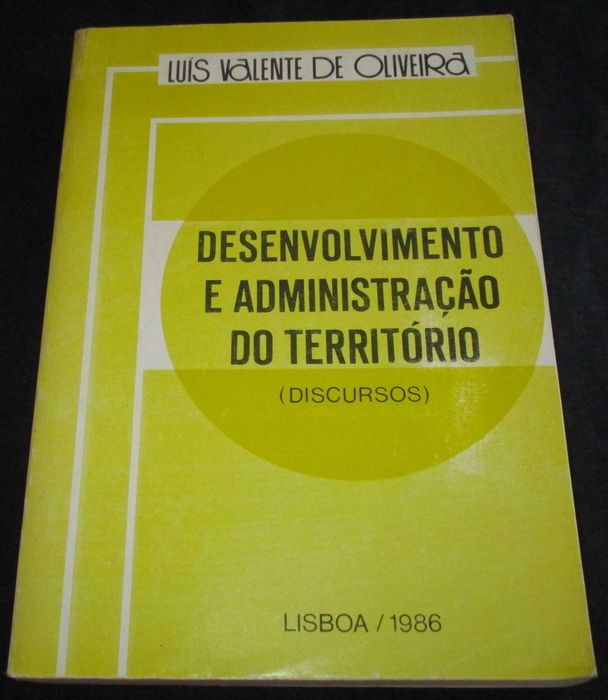 LUÍS VALENTE DE OLIVEIRA
DESENVOLVIMENTO
E ADMINISTRAÇÃO
DO TERRITÓRIO
(DISCURSOS)
LISBOA / 1986